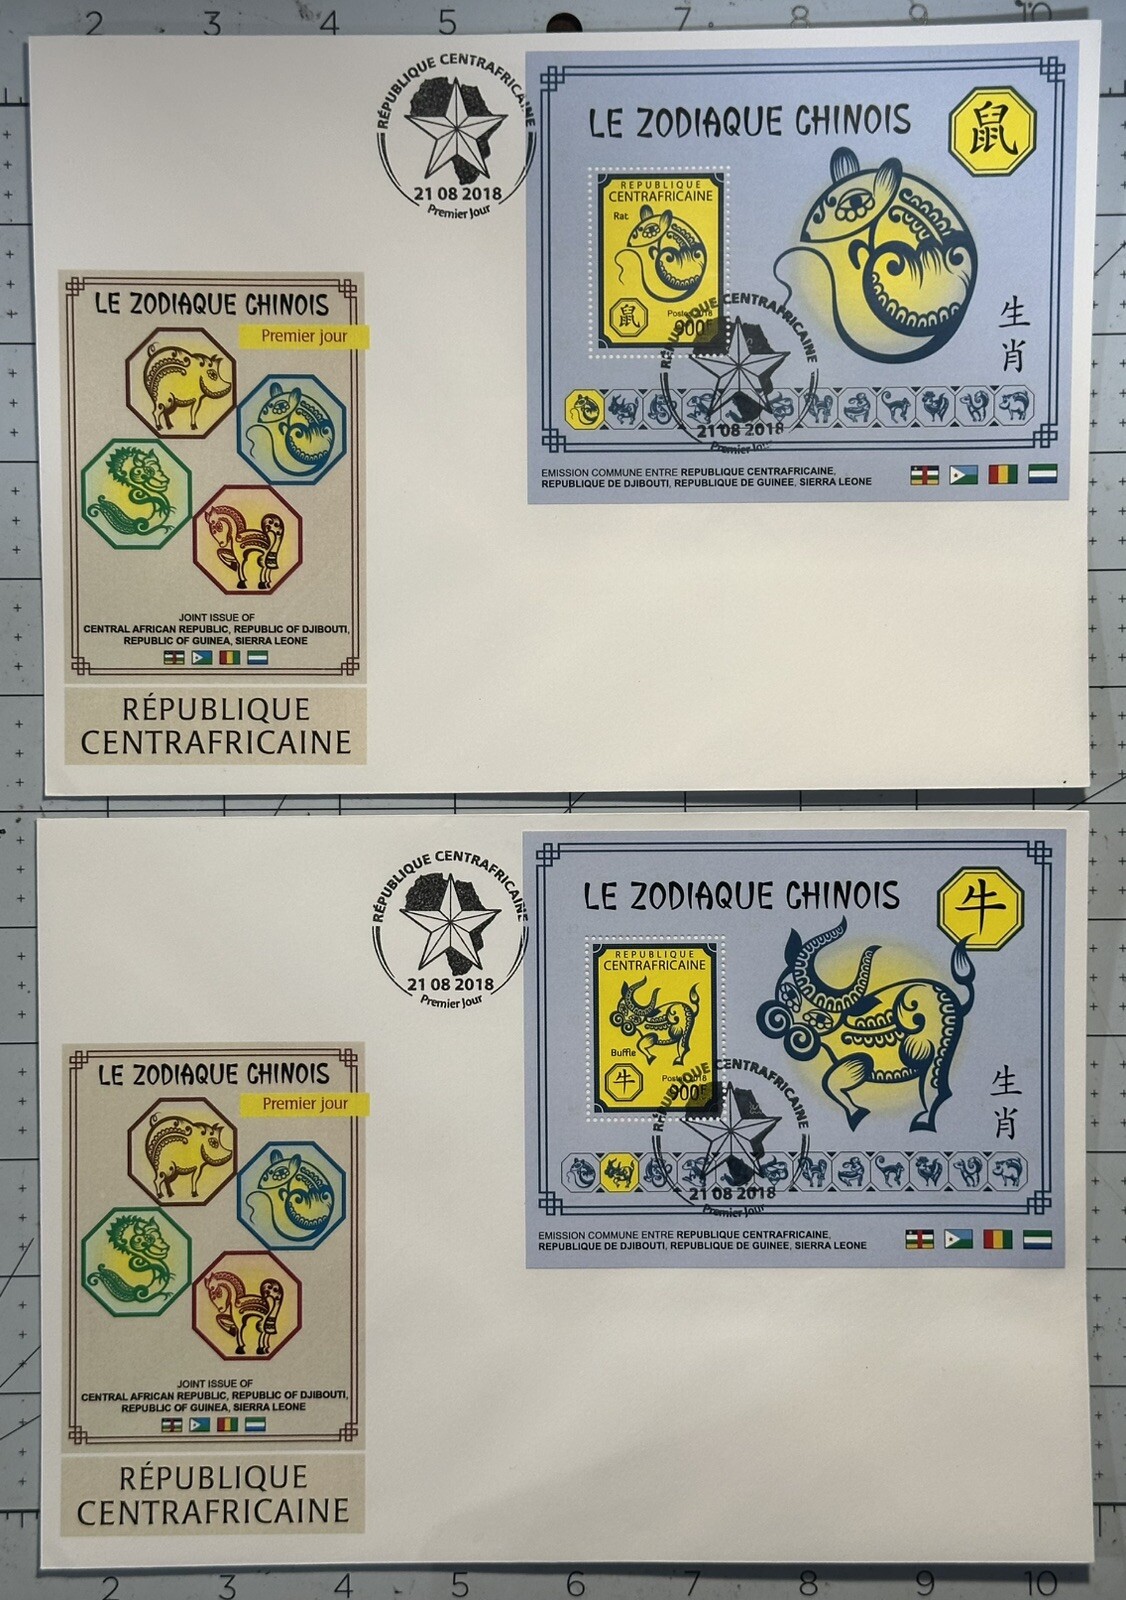 2 3 4 5 7 8 9 10
RÉPUBLIQUE CENTRAFRICAINE
21 08 2018
Premier Jour
LE ZODIAQUE CHINOIS
鼠
REPUBLIQUE
CENTRAFRICAINE
Rat
鼠
900F
生
肖
RÉPUBLIQUE CENTRAFRICAINE
21 08 2018
Premier Jour
EMISSION COMMUNE ENTRE REPUBLIQUE CENTRAFRICAINE,
REPUBLIQUE DE DJIBOUTI, REPUBLIQUE DE GUINEE, SIERRA LEONE
LE ZODIAQUE CHINOIS
Premier jour
JOINT ISSUE OF
CENTRAL AFRICAN REPUBLIC, REPUBLIC OF DJIBOUTI,
REPUBLIC OF GUINEA, SIERRA LEONE
RÉPUBLIQUE
CENTRAFRICAINE
RÉPUBLIQUE CENTRAFRICAINE
21 08 2018
Premier Jour
LE ZODIAQUE CHINOIS
牛
REPUBLIQUE
CENTRAFRICAINE
Buffle
牛
900F
生
肖
RÉPUBLIQUE CENTRAFRICAINE
21 08 2018
Premier Jour
EMISSION COMMUNE ENTRE REPUBLIQUE CENTRAFRICAINE,
REPUBLIQUE DE DJIBOUTI, REPUBLIQUE DE GUINEE, SIERRA LEONE
LE ZODIAQUE CHINOIS
Premier jour
JOINT ISSUE OF
CENTRAL AFRICAN REPUBLIC, REPUBLIC OF DJIBOUTI,
REPUBLIC OF GUINEA, SIERRA LEONE
RÉPUBLIQUE
CENTRAFRICAINE
2 3 4 5 6 7 8 9 10